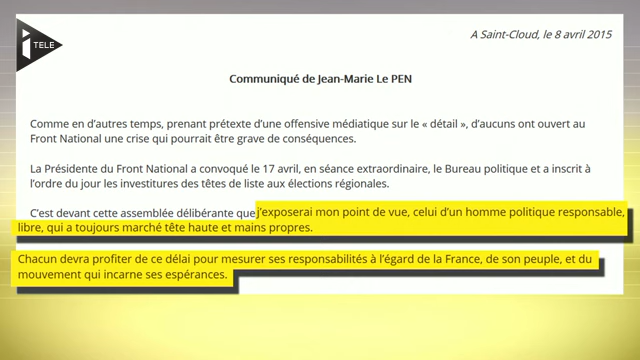 i TELE
A Saint-Cloud, le 8 avril 2015
Communiqué de Jean-Marie Le PEN
Comme en d'autres temps, prenant prétexte d'une offensive médiatique sur le « détail », d'aucuns ont ouvert au
Front National une crise qui pourrait être grave de conséquences.
La Présidente du Front National a convoqué le 17 avril, en séance extraordinaire, le Bureau politique et a inscrit à
l'ordre du jour les investitures des têtes de liste aux élections régionales.
C'est devant cette assemblée délibérante que j'exposerai mon point de vue, celui d'un homme politique responsable,
libre, qui a toujours marché tête haute et mains propres.
Chacun devra profiter de ce délai pour mesurer ses responsabilités à l'égard de la France, de son peuple, et du
mouvement qui incarne ses espérances.